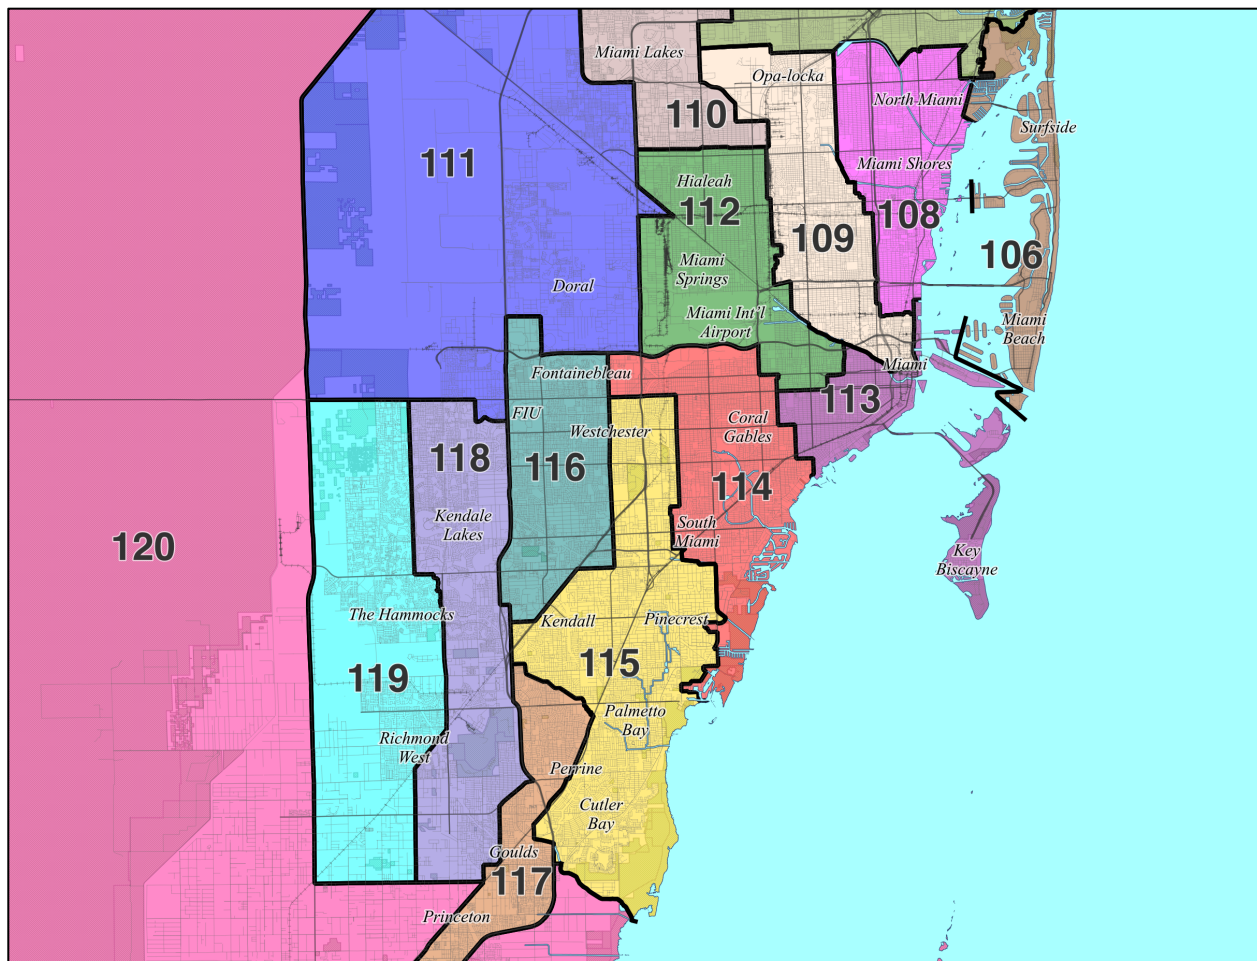 Miami Lakes
Opa-locka
110
North Miami
Surfside
111
Miami Shores
Hialeah
112
108
109
106
Miami
Springs
Doral
Miami Int'l
Airport
Miami
Beach
Miami
Fontainebleau
113
FIU
Westchester
Coral
Gables
118
116
114
Kendale
Lakes
South
Miami
120
Key
Biscayne
The Hammocks
Kendall
Pinecrest
115
119
Palmetto
Bay
Richmond
West
Perrine
Cutler
Bay
Goulds
117
Princeton